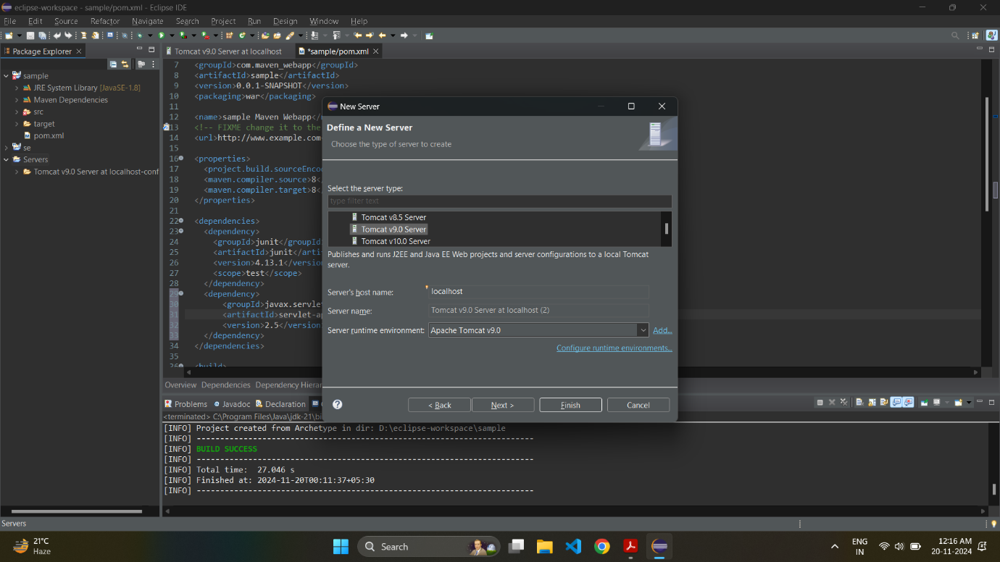 eclipse-workspace - sample/pom.xml - Eclipse IDE
File Edit Source Refactor Navigate Search Project Run Design Window Help
Package Explorer
Tomcat v9.0 Server at localhost
*sample/pom.xml
sample
JRE System Library [JavaSE-1.8]
Maven Dependencies
src
target
pom.xml
se
Servers
Tomcat v9.0 Server at localhost-conf
7 <groupId>com.maven_webapp</groupId>
8 <artifactId>sample</artifactId>
9 <version>0.0.1-SNAPSHOT</version>
10 <packaging>war</packaging>
11
12 <name>sample Maven Webapp</
13 <!-- FIXME change it to the
14 <url>http://www.example.com
15
16 <properties>
17 <project.build.sourceEnco
18 <maven.compiler.source>8<
19 <maven.compiler.target>8<
20 </properties>
21
22 <dependencies>
23 <dependency>
24 <groupId>junit</groupId
25 <artifactId>junit</arti
26 <version>4.13.1</version
27 <scope>test</scope>
28 </dependency>
29 <dependency>
30 <groupId>javax.servlet
31 <artifactId>servlet-ap
32 <version>2.5</version
33 </dependency>
34 </dependencies>
35
36 <build>
Overview Dependencies Dependency Hierar
New Server
Define a New Server
Choose the type of server to create
Select the server type:
type filter text
Tomcat v8.5 Server
Tomcat v9.0 Server
Tomcat v10.0 Server
Publishes and runs J2EE and Java EE Web projects and server configurations to a local Tomcat
server.
Server's host name: localhost
Server name: Tomcat v9.0 Server at localhost (2)
Server runtime environment: Apache Tomcat v9.0 Add...
Configure runtime environments...
< Back Next > Finish Cancel
Problems Javadoc Declaration
<terminated> C:\Program Files\Java\jdk-21\bi
[INFO] Project created from Archetype in dir: D:\eclipse-workspace\sample
[INFO] ------------------------------------------------------------------------
[INFO] BUILD SUCCESS
[INFO] ------------------------------------------------------------------------
[INFO] Total time: 27.046 s
[INFO] Finished at: 2024-11-20T00:11:37+05:30
[INFO] ------------------------------------------------------------------------
Servers
21°C
Haze
Search
ENG
IN
12:16 AM
20-11-2024